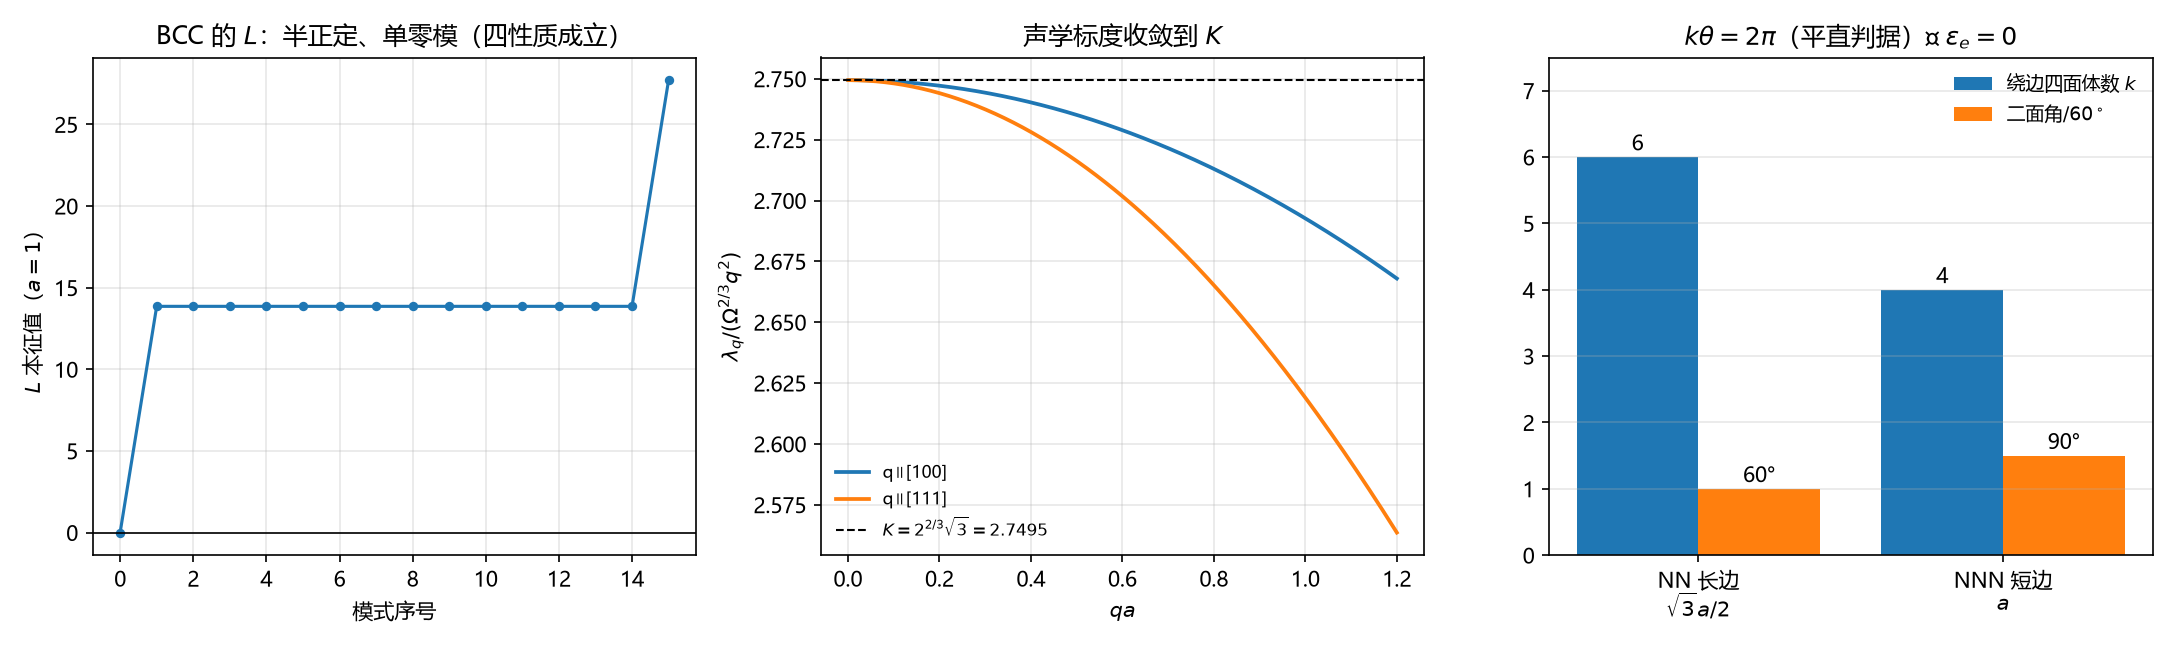 BCC 的 L：半正定、单零模（四性质成立）
L 本征值（a = 1）
25
20
15
10
5
0
0 2 4 6 8 10 12 14
模式序号
声学标度收敛到 K
λq/(Ω^2/3 q^2)
2.750
2.725
2.700
2.675
2.650
2.625
2.600
2.575
q∥[100]
q∥[111]
K = 2^2/3 √3 = 2.7495
0.0 0.2 0.4 0.6 0.8 1.0 1.2
qa
kθ = 2π（平直判据） εe = 0
绕边四面体数 k
二面角/60°
7
6
5
4
3
2
1
0
6
60°
4
90°
NN 长边
√3a/2
NNN 短边
a